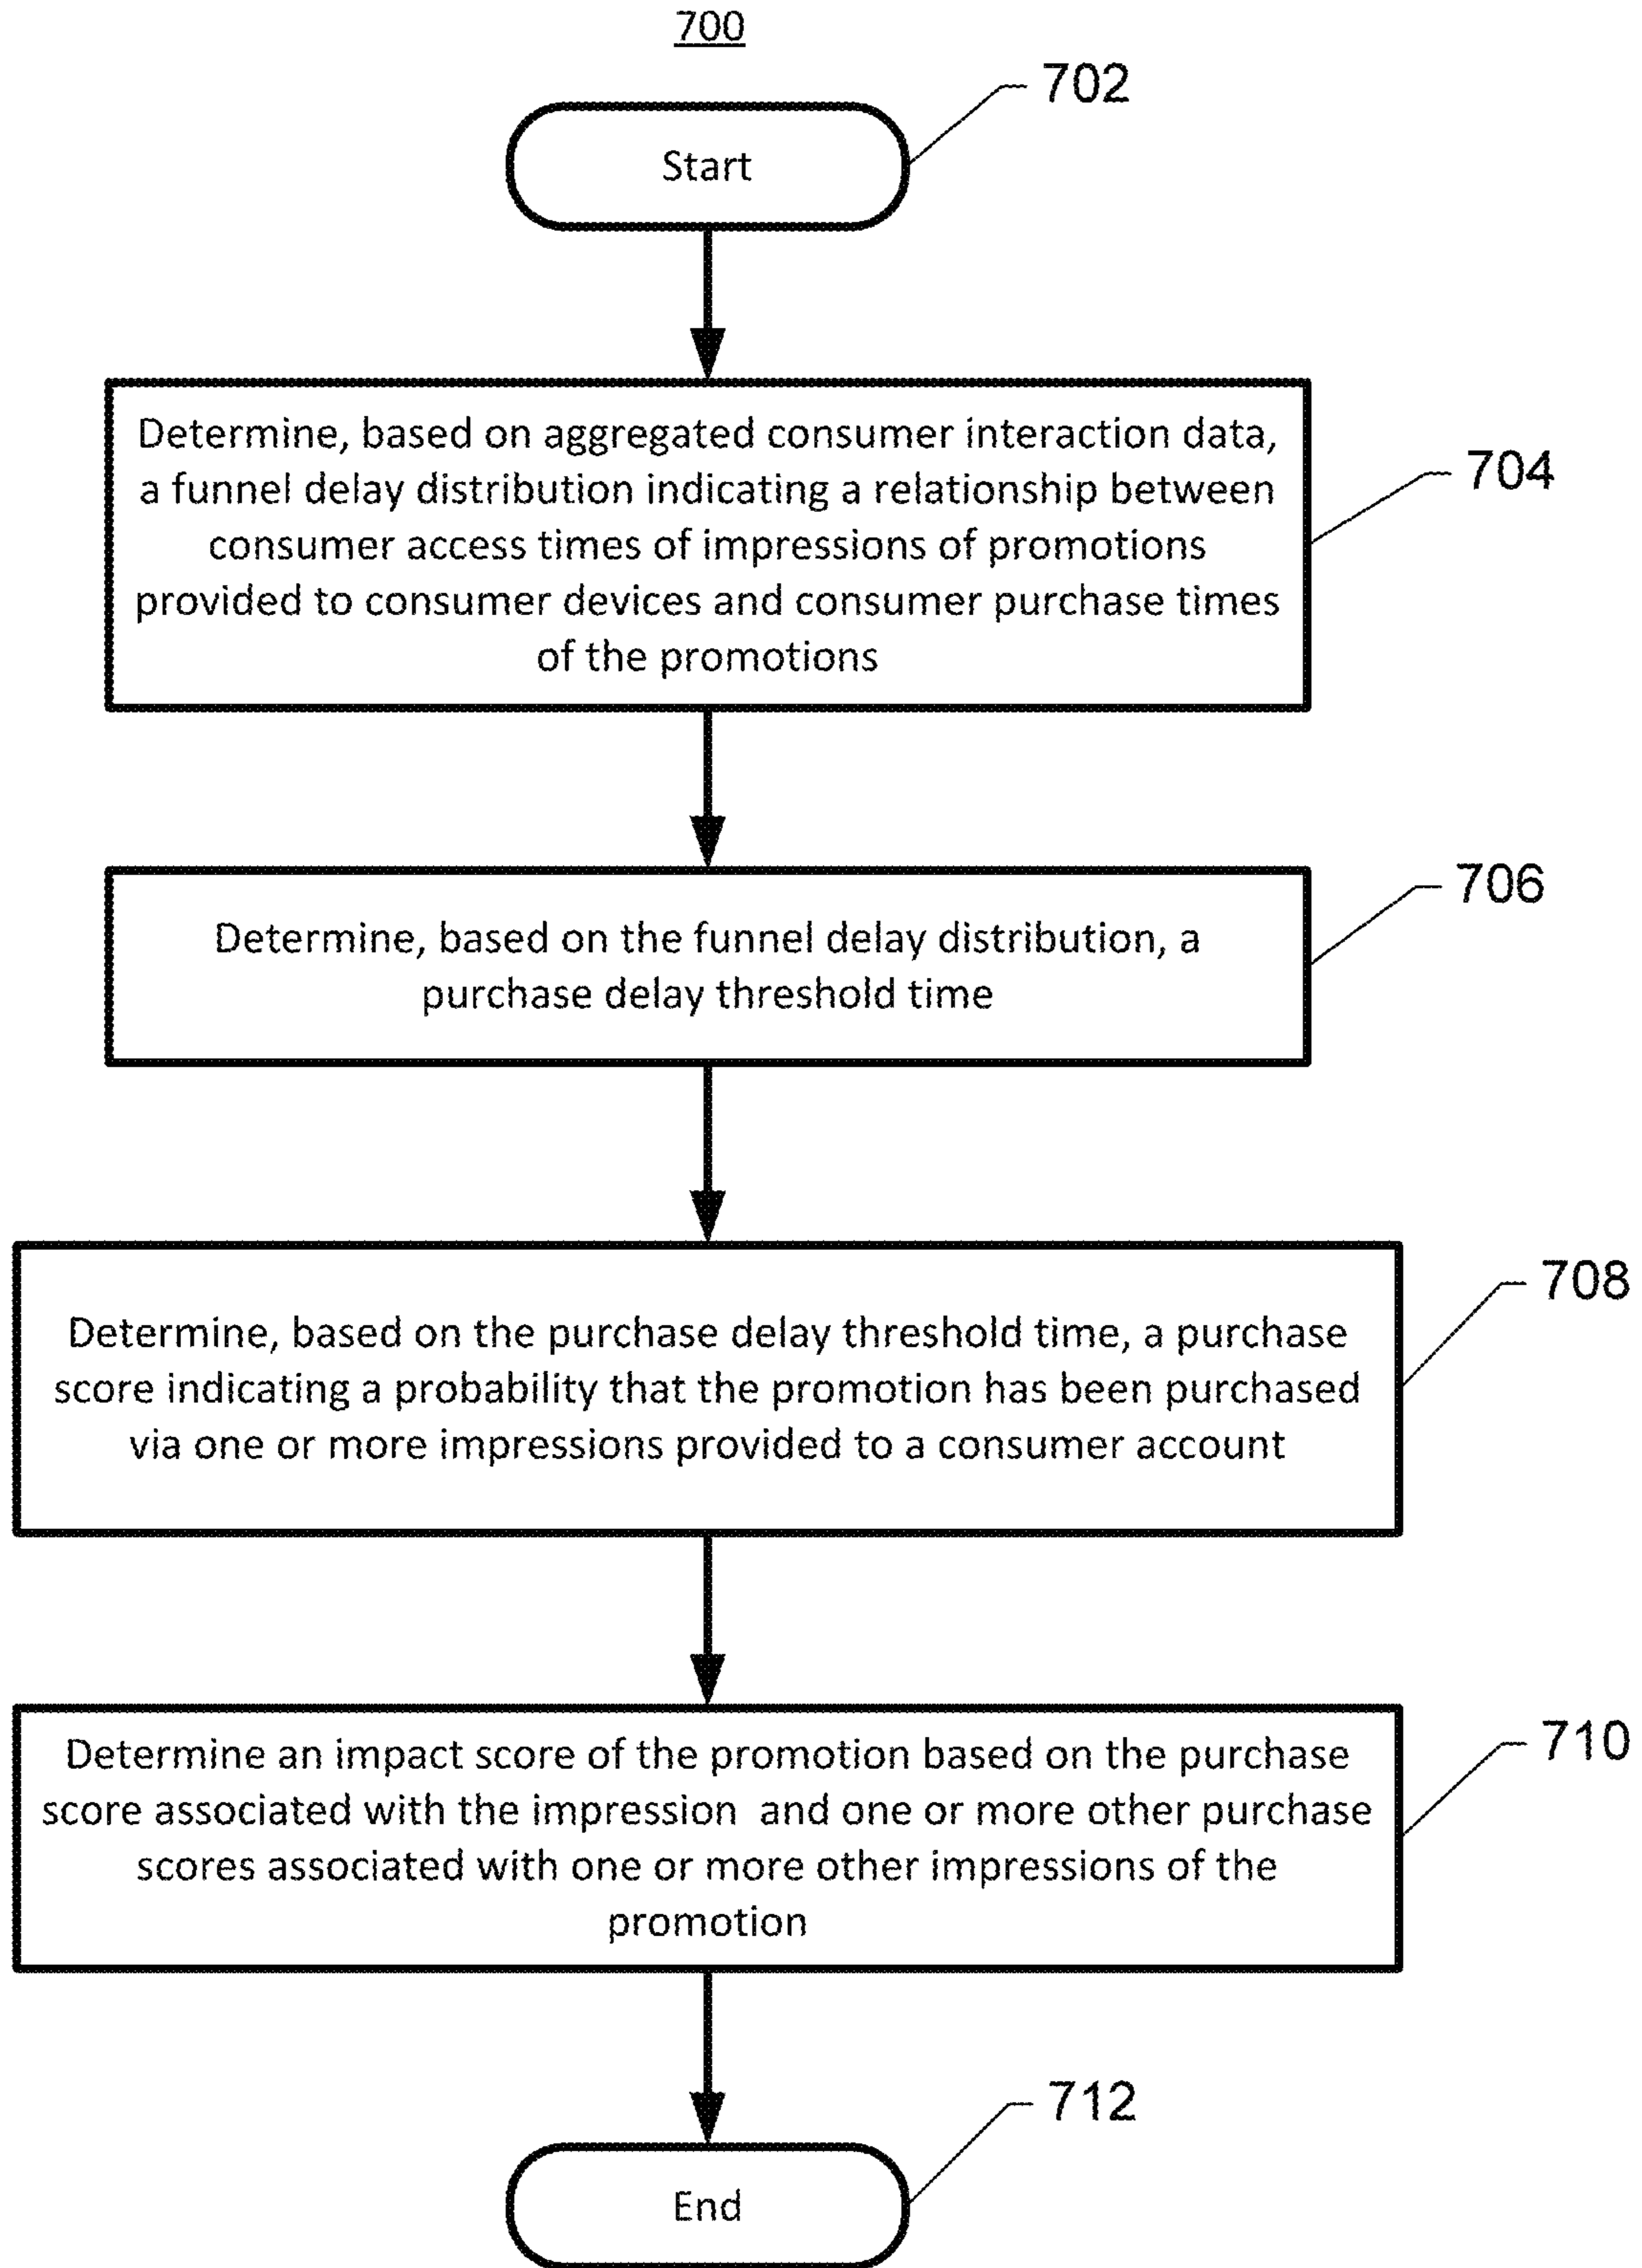 700
702
Start
Determine, based on aggregated consumer interaction data,
a funnel delay distribution indicating a relationship between
consumer access times of impressions of promotions
provided to consumer devices and consumer purchase times
of the promotions
704
Determine, based on the funnel delay distribution, a
purchase delay threshold time
706
Determine, based on the purchase delay threshold time, a purchase
score indicating a probability that the promotion has been purchased
via one or more impressions provided to a consumer account
708
Determine an impact score of the promotion based on the purchase
score associated with the impression and one or more other purchase
scores associated with one or more other impressions of the
promotion
710
712
End